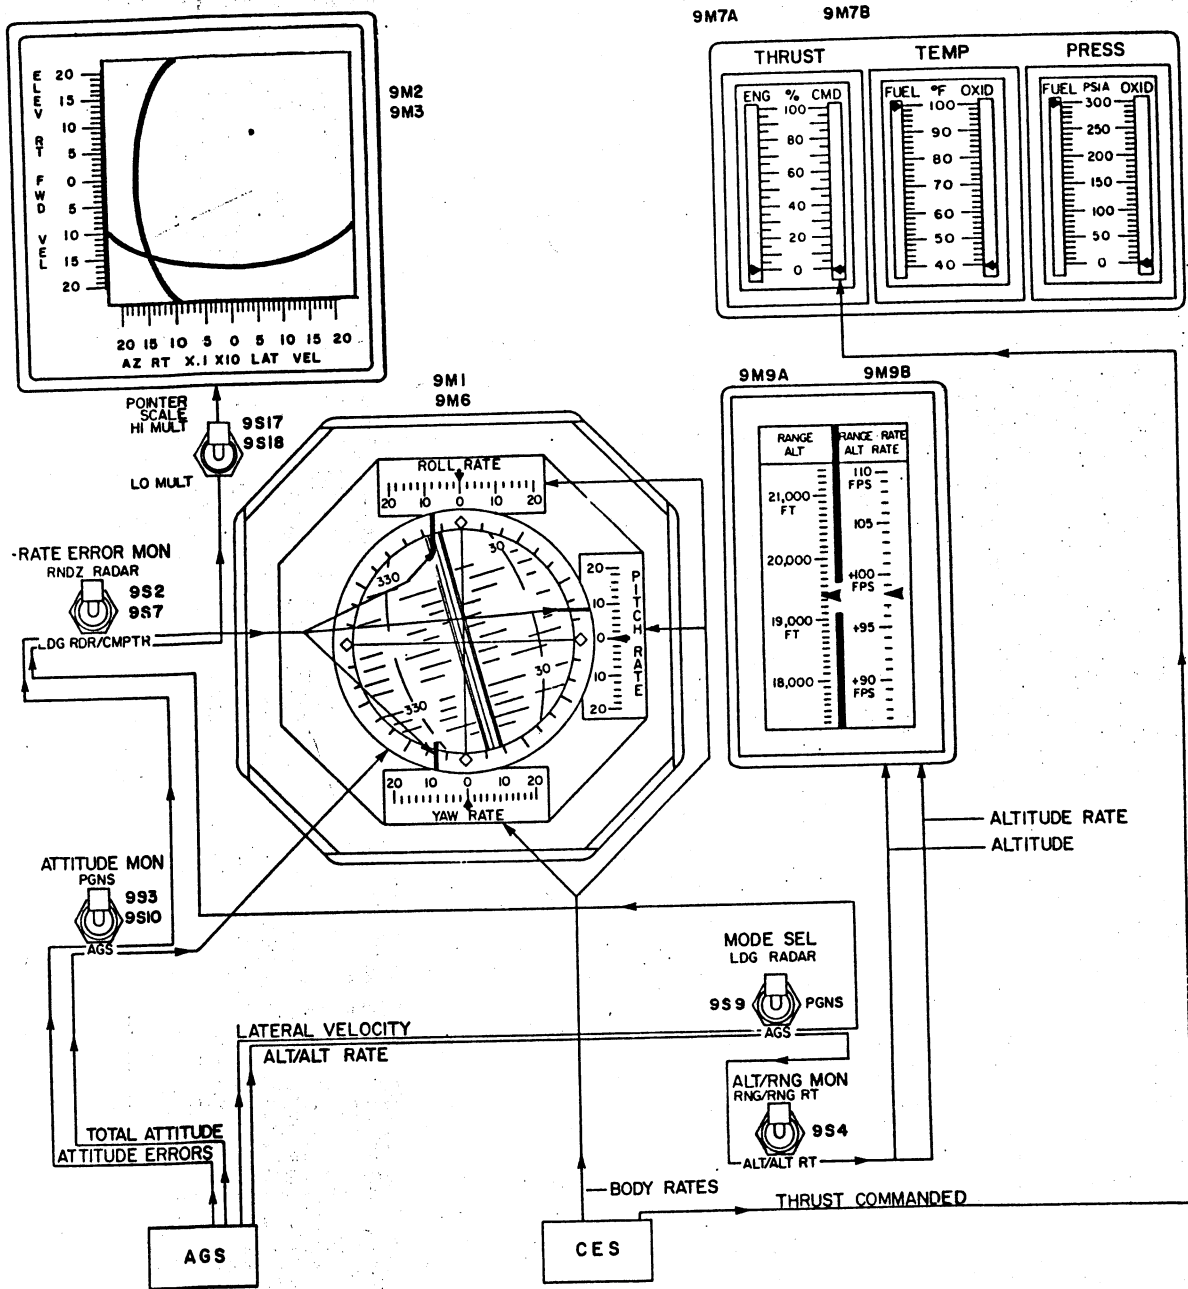 9M7A 9M7B
THRUST TEMP PRESS
ENG % CMD
100
80
60
40
20
0
FUEL °F OXID
100
90
80
70
60
50
40
FUEL PSIA OXID
300
250
200
150
100
50
0
ELEV RT FWD VEL
20
15
10
5
0
5
10
15
20
20 15 10 5 0 5 10 15 20
AZ RT X.1 X10 LAT VEL
9M2
9M3
POINTER
SCALE
HI MULT
9S17
9S18
LO MULT
9M1
9M6
ROLL RATE
20 10 0 10 20
330
30
330
30
PITCH RATE
20
10
0
10
20
20 10 0 10 20
YAW RATE
9M9A 9M9B
RANGE
ALT
RANGE RATE
ALT RATE
21,000
FT
20,000
19,000
FT
18,000
110
FPS
105
+100
FPS
+95
+90
FPS
-RATE ERROR MON
RNDZ RADAR
9S2
9S7
LDG RDR/CMPTR
ALTITUDE RATE
ALTITUDE
ATTITUDE MON
PGNS
9S3
9S10
AGS
MODE SEL
LDG RADAR
9S9
PGNS
AGS
LATERAL VELOCITY
ALT/ALT RATE
ALT/RNG MON
RNG/RNG RT
9S4
ALT/ALT RT
TOTAL ATTITUDE
ATTITUDE ERRORS
BODY RATES
THRUST COMMANDED
AGS
CES